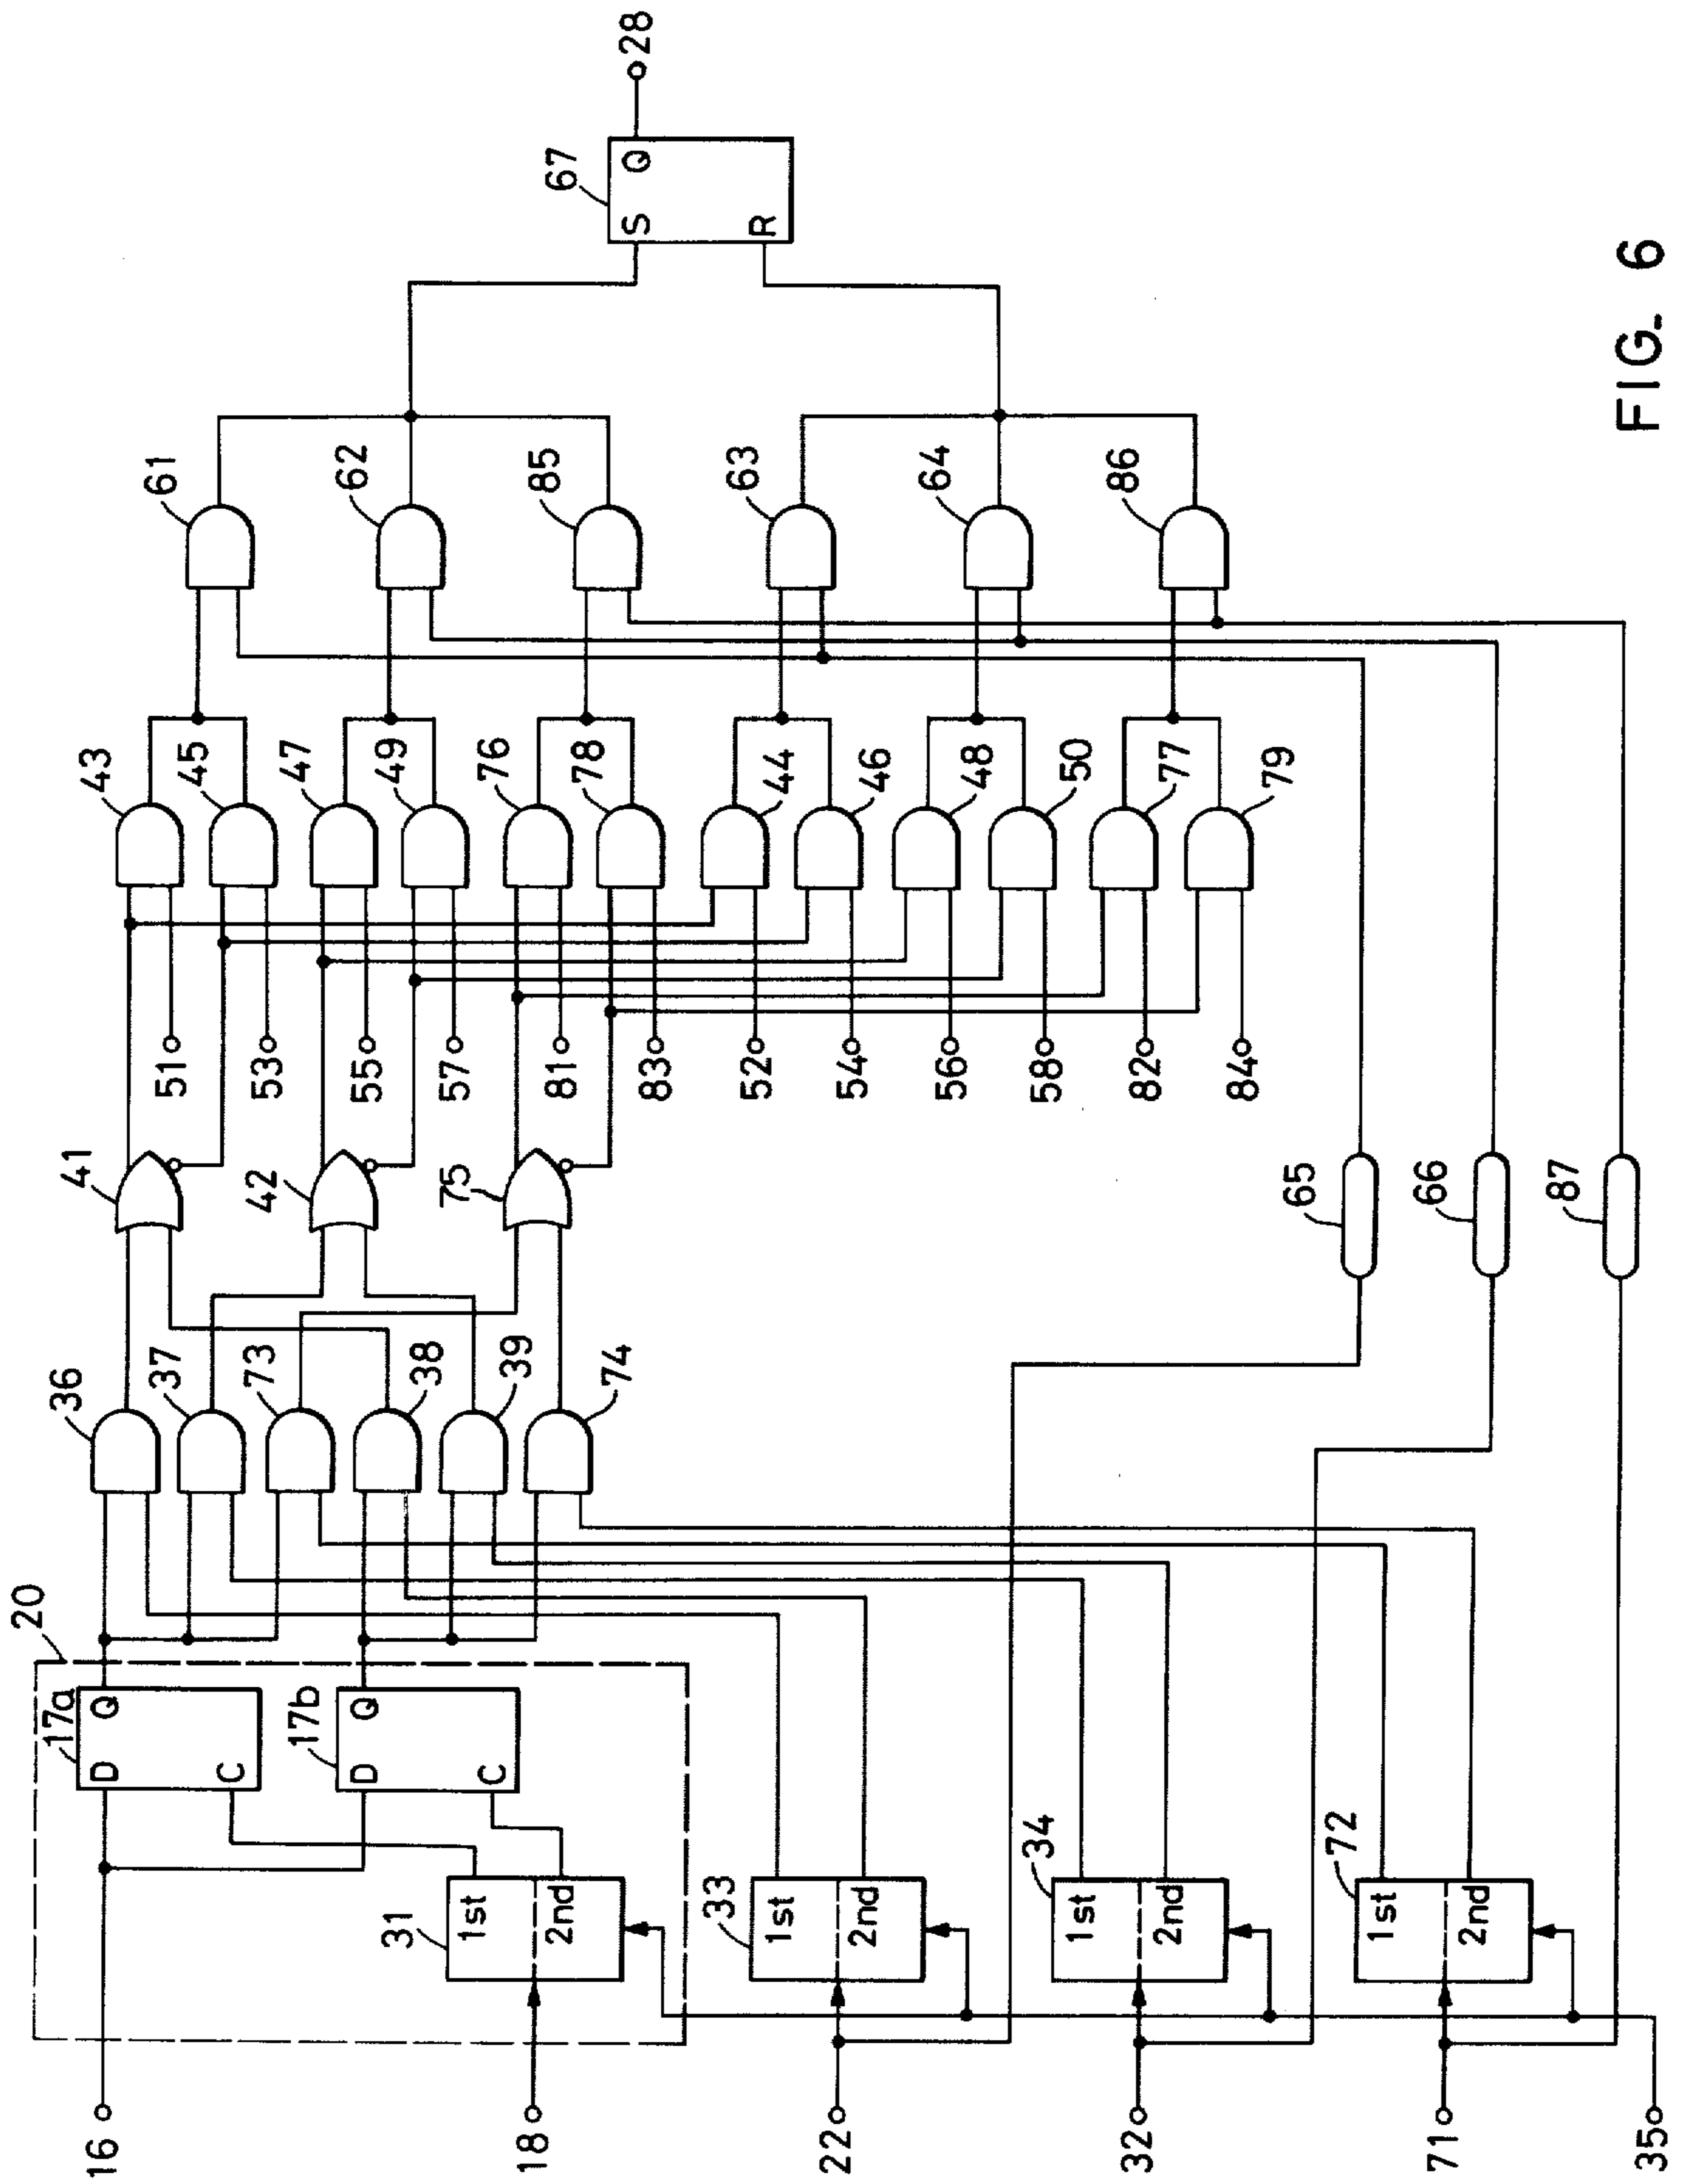 20
17a
D
Q
C
17b
D
Q
C
31
1st
2nd
33
1st
2nd
34
1st
2nd
72
1st
2nd
16
18
22
32
71
35
36
37
73
38
39
74
41
42
75
51
53
55
57
81
83
52
54
56
58
82
84
43
45
47
49
76
78
44
46
48
50
77
79
61
62
85
63
64
86
65
66
87
67
S
Q
R
28
FIG. 6